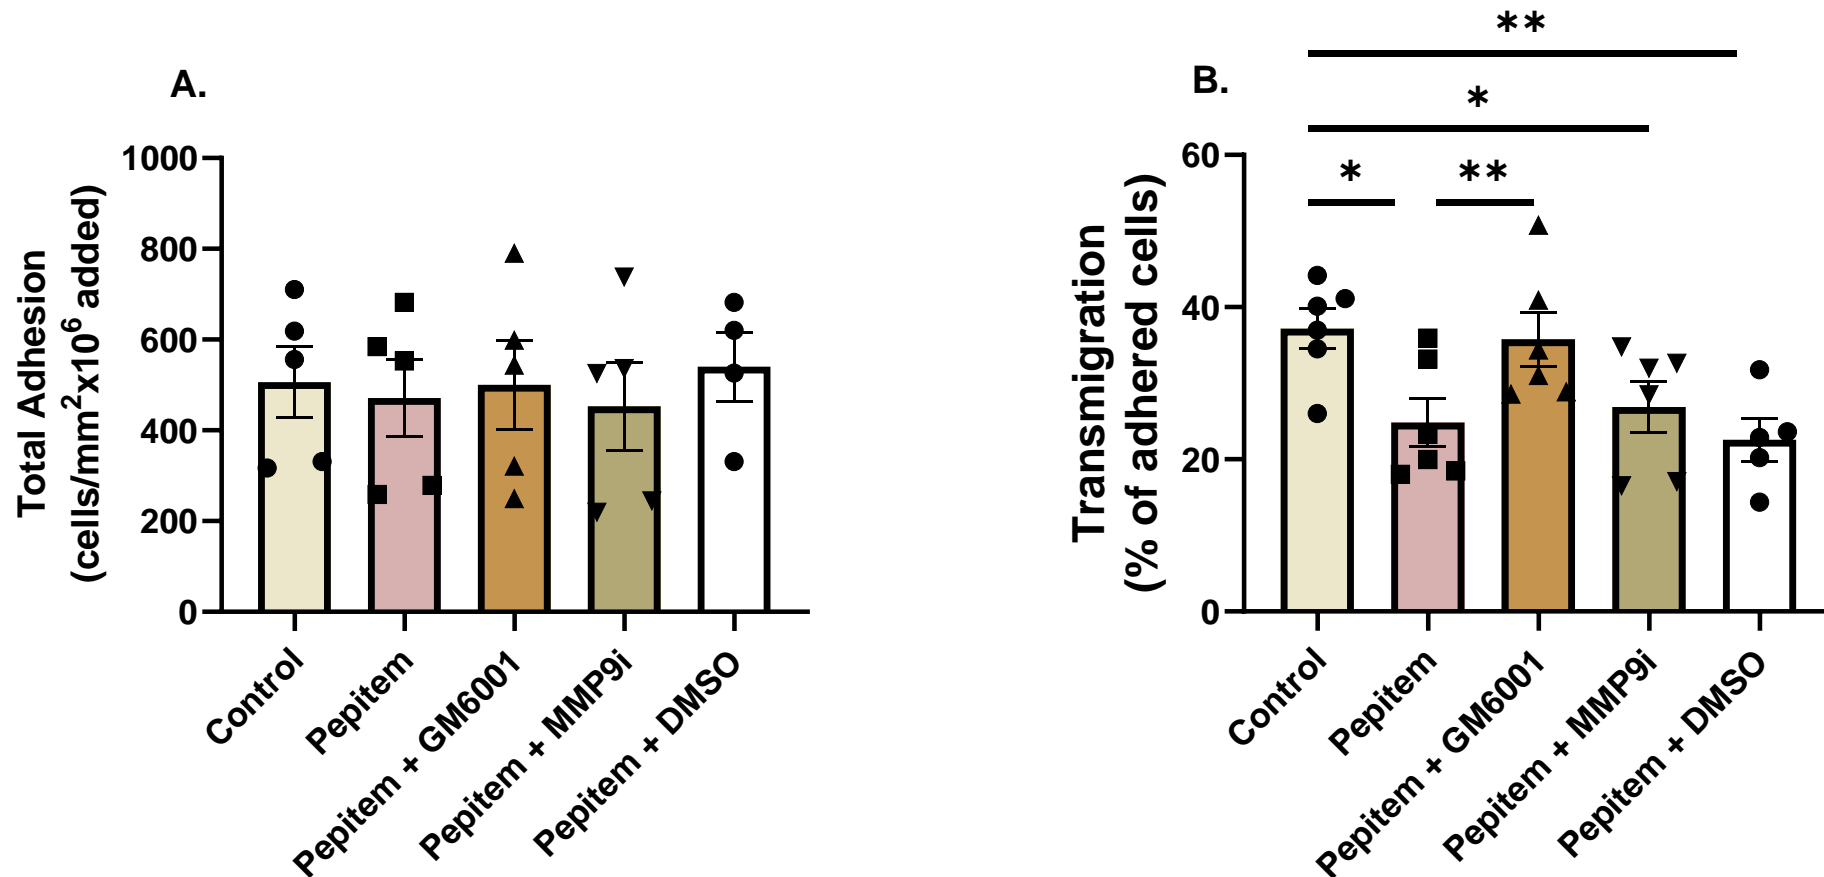 A.
Total Adhesion
(cells/mm²x10⁶ added)
1000
800
600
400
200
0
Control
Pepitem
Pepitem + GM6001
Pepitem + MMP9i
Pepitem + DMSO
B.
**
*
*
**
Transmigration
(% of adhered cells)
60
40
20
0
Control
Pepitem
Pepitem + GM6001
Pepitem + MMP9i
Pepitem + DMSO